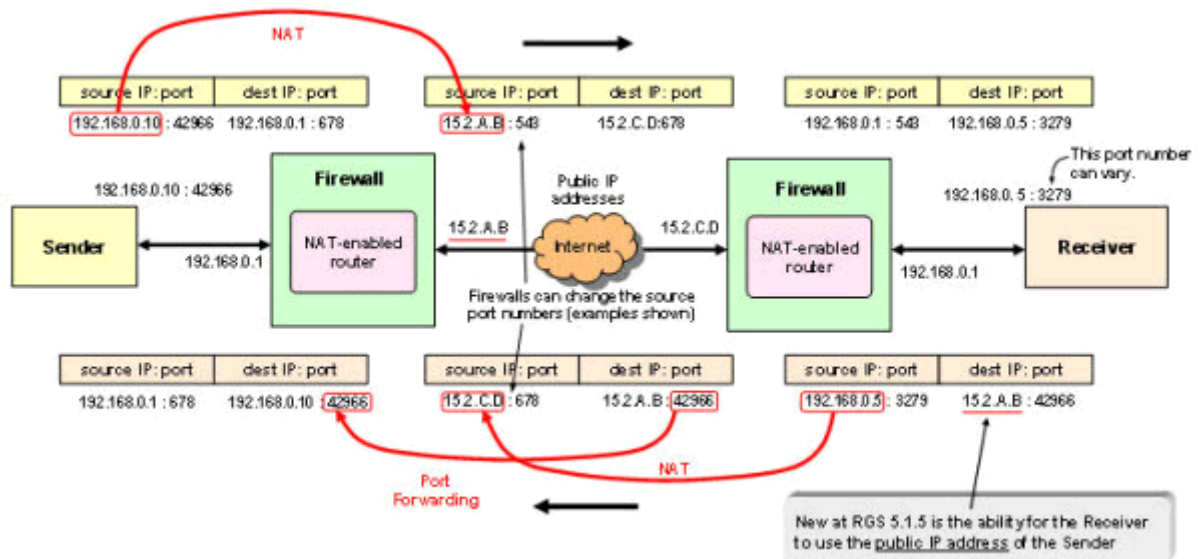 NAT
source IP: port dest IP: port
192.168.0.10 : 42966 192.168.0.1 : 678
source IP: port dest IP: port
15.2.A.B : 543 15.2.C.D:678
source IP: port dest IP: port
192.168.0.1 : 543 192.168.0.5 : 3279
This port number
can vary.
192.168.0.10 : 42966
Sender
192.168.0.1
Firewall
NAT-enabled
router
15.2.A.B
Public IP
addresses
Internet
15.2.C.D
Firewall
NAT-enabled
router
192.168.0.5 : 3279
192.168.0.1
Receiver
Firewalls can change the source
port numbers (examples shown)
source IP: port dest IP: port
192.168.0.1 : 678 192.168.0.10 : 42966
source IP: port dest IP: port
15.2.C.D : 678 15.2.A.B : 42966
source IP: port dest IP: port
192.168.0.5 : 3279 15.2.A.B : 42966
Port
Forwarding
NAT
New at RGS 5.1.5 is the ability for the Receiver
to use the public IP address of the Sender